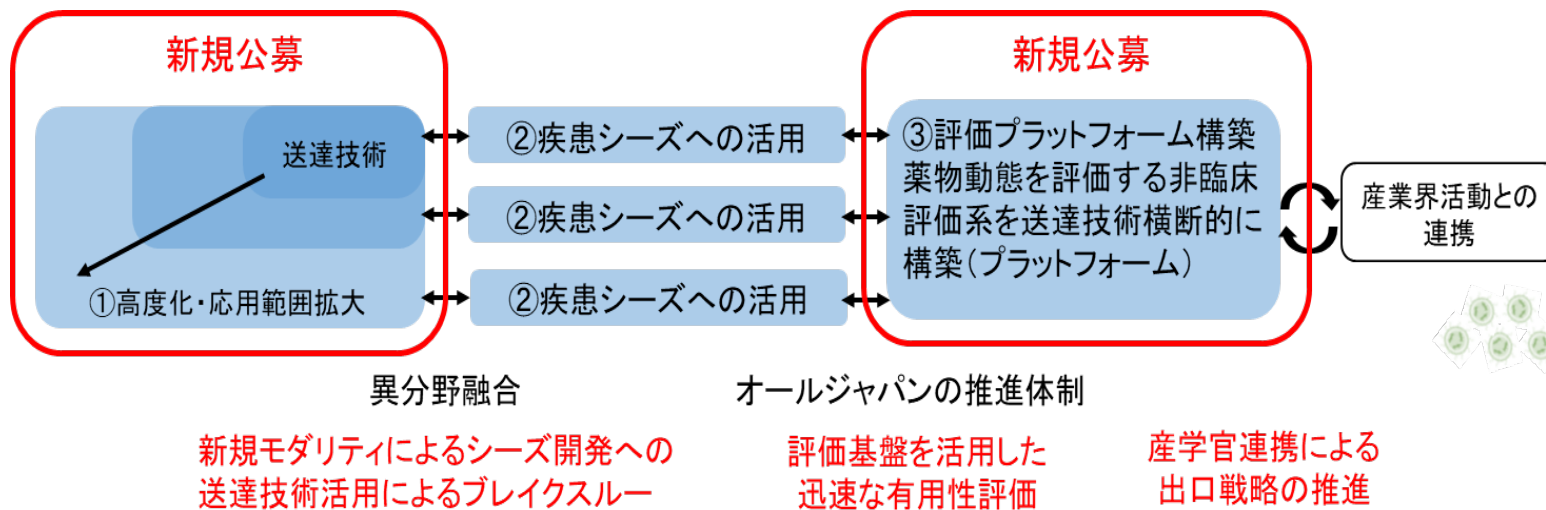 新規公募
送達技術
①高度化・応用範囲拡大
②疾患シーズへの活用
②疾患シーズへの活用
②疾患シーズへの活用
新規公募
③評価プラットフォーム構築
薬物動態を評価する非臨床
評価系を送達技術横断的に
構築（プラットフォーム）
産業界活動との
連携
異分野融合
オールジャパンの推進体制
新規モダリティによるシーズ開発への
送達技術活用によるブレイクスルー
評価基盤を活用した
迅速な有用性評価
産学官連携による
出口戦略の推進